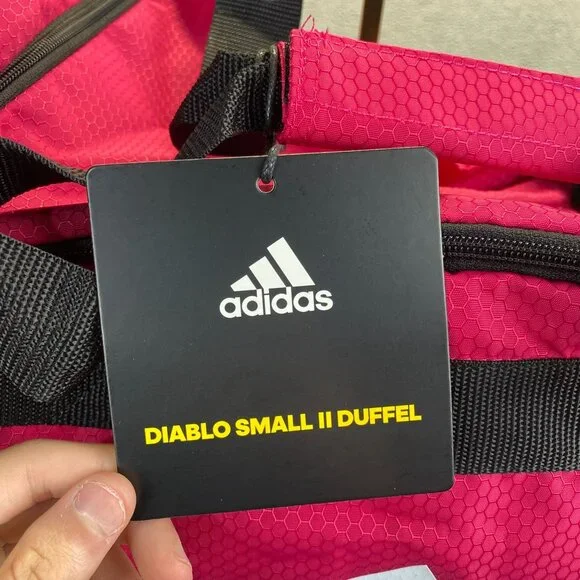 adidas
DIABLO SMALL II DUFFEL